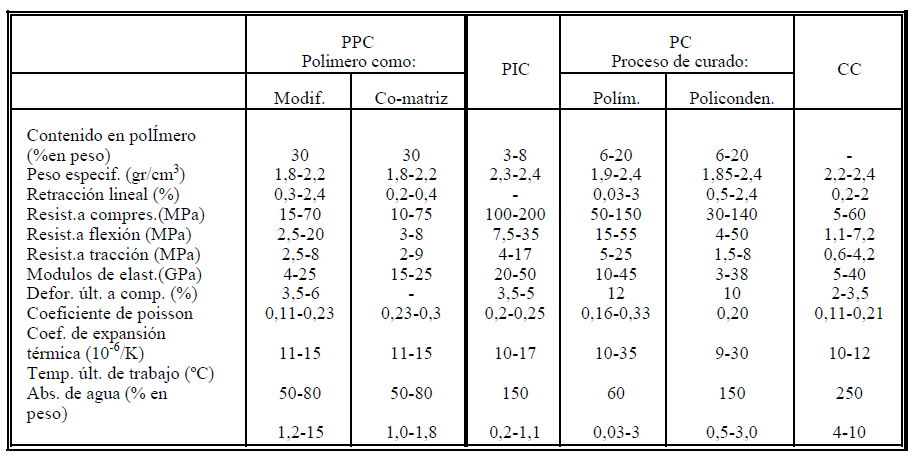 PPC
Polimero como: PIC PC
Proceso de curado: CC
Modif. Co-matriz Polím. Policonden.
Contenido en polÍmero
(%en peso) 30 30 3-8 6-20 6-20 -
Peso especif. (gr/cm³) 1,8-2,2 1,8-2,2 2,3-2,4 1,9-2,4 1,85-2,4 2,2-2,4
Retracción lineal (%) 0,3-2,4 0,2-0,4 - 0,03-3 0,5-2,4 0,2-2
Resist.a compres.(MPa) 15-70 10-75 100-200 50-150 30-140 5-60
Resist.a flexión (MPa) 2,5-20 3-8 7,5-35 15-55 4-50 1,1-7,2
Resist.a tracción (MPa) 2,5-8 2-9 4-17 5-25 1,5-8 0,6-4,2
Modulos de elast.(GPa) 4-25 15-25 20-50 10-45 3-38 5-40
Defor. últ. a comp. (%) 3,5-6 - 3,5-5 12 10 2-3,5
Coeficiente de poisson 0,11-0,23 0,23-0,3 0,2-0,25 0,16-0,33 0,20 0,11-0,21
Coef. de expansión
térmica (10⁻⁶/K) 11-15 11-15 10-17 10-35 9-30 10-12
Temp. últ. de trabajo (ºC)
Abs. de agua (% en 50-80 50-80 150 60 150 250
peso)
1,2-15 1,0-1,8 0,2-1,1 0,03-3 0,5-3,0 4-10